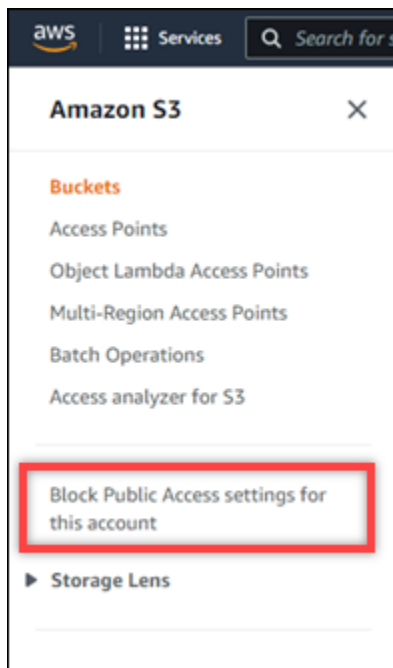 aws
Services
Search for s
Amazon S3
Buckets
Access Points
Object Lambda Access Points
Multi-Region Access Points
Batch Operations
Access analyzer for S3
Block Public Access settings for
this account
Storage Lens